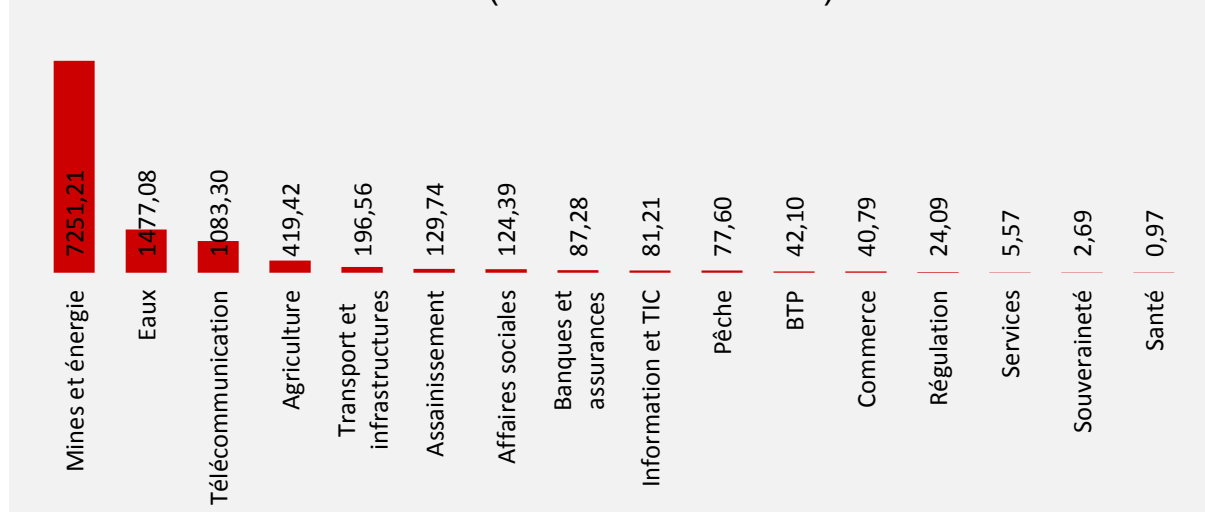 7251,21
1477,08
1083,30
419,42
196,56
129,74
124,39
87,28
81,21
77,60
42,10
40,79
24,09
5,57
2,69
0,97
Mines et énergie
Eaux
Télécommunication
Agriculture
Transport et
infrastructures
Assainissement
Affaires sociales
Banques et
assurances
Information et TIC
Pêche
BTP
Commerce
Régulation
Services
Souveraineté
Santé